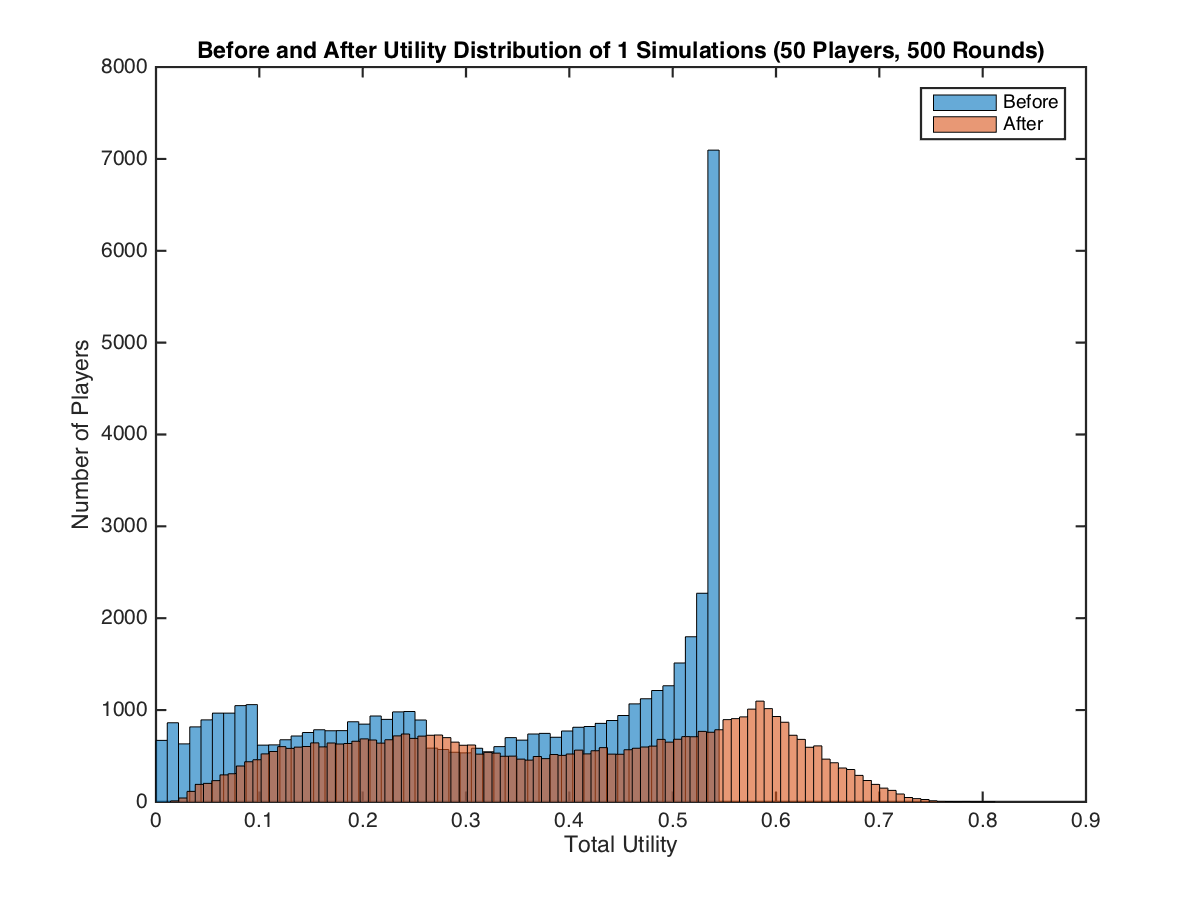 Before and After Utility Distribution of 1 Simulations (50 Players, 500 Rounds)
Before
After
8000
7000
6000
5000
4000
3000
2000
1000
0
Number of Players
0 0.1 0.2 0.3 0.4 0.5 0.6 0.7 0.8 0.9
Total Utility